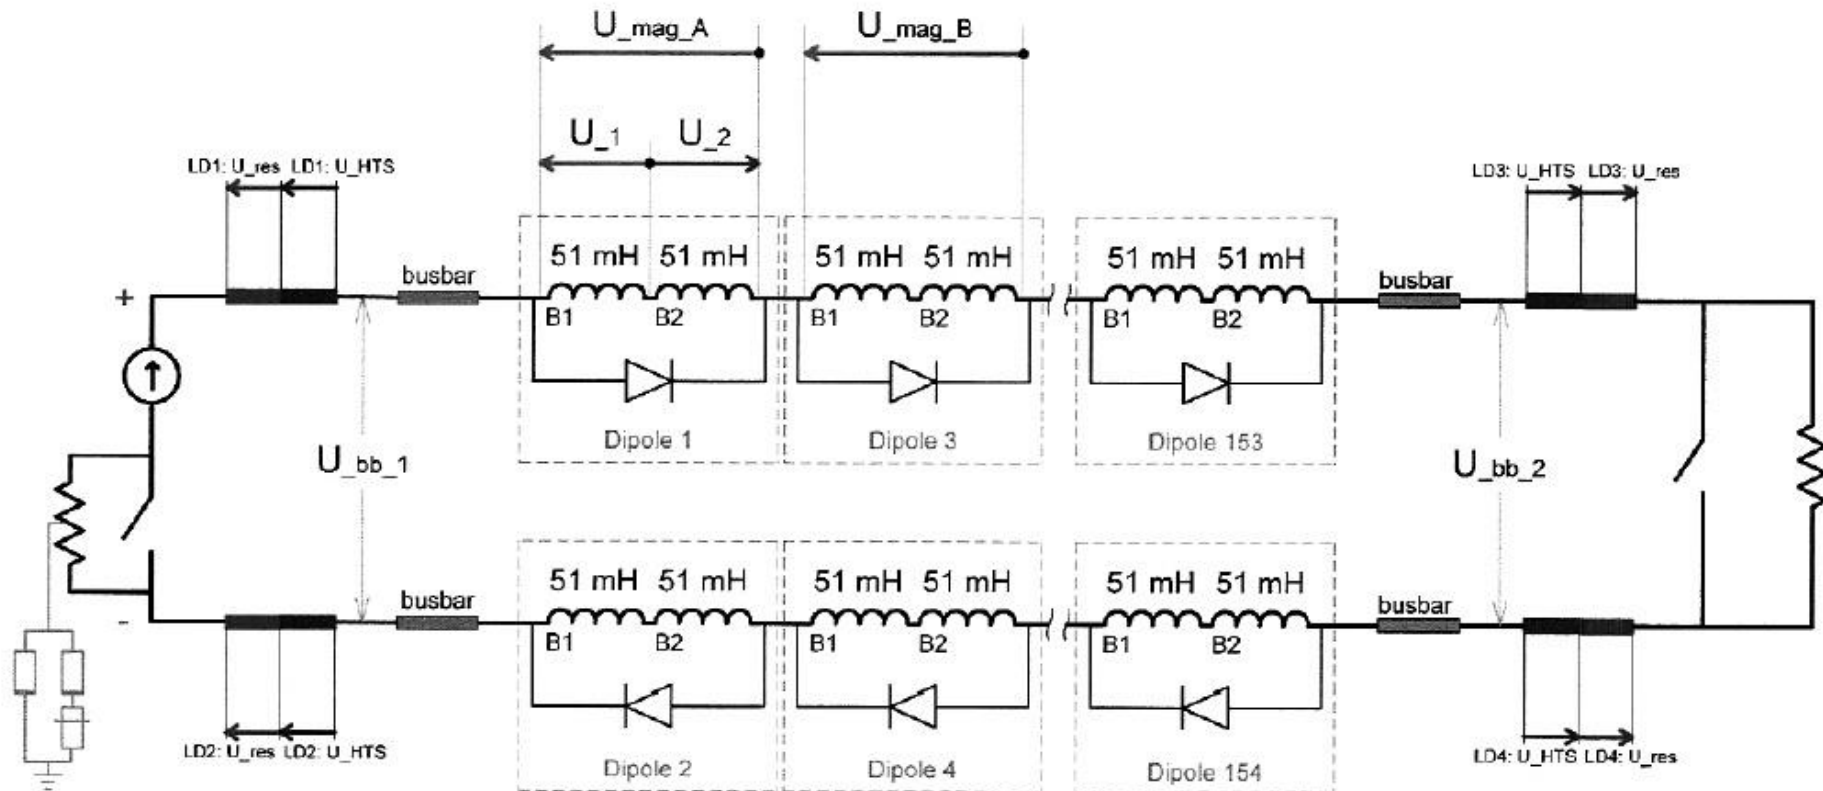 U_mag_A U_mag_B
U_1 U_2
LD1: U_res LD1: U_HTS
LD3: U_HTS LD3: U_res
51 mH 51 mH 51 mH 51 mH 51 mH 51 mH
busbar busbar
+
B1 B2 B1 B2 B1 B2
Dipole 1 Dipole 3 Dipole 153
U_bb_1 U_bb_2
51 mH 51 mH 51 mH 51 mH 51 mH 51 mH
busbar busbar
-
B1 B2 B1 B2 B1 B2
LD2: U_res LD2: U_HTS
LD4: U_HTS LD4: U_res
Dipole 2 Dipole 4 Dipole 154